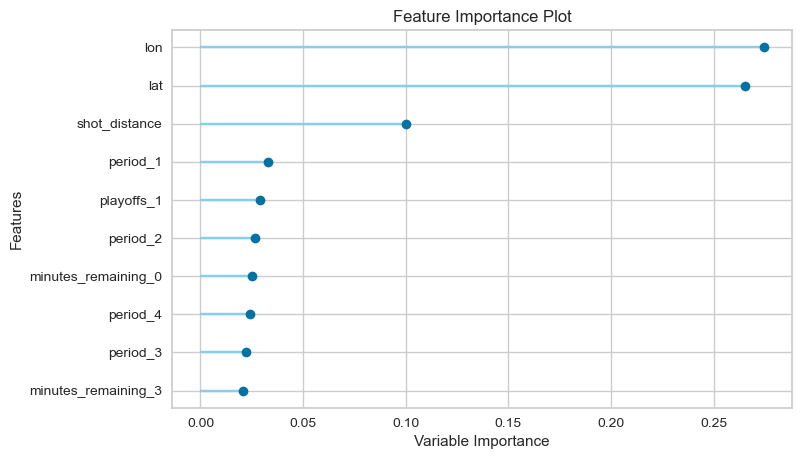 Feature Importance Plot
lon
lat
shot_distance
period_1
playoffs_1
period_2
minutes_remaining_0
period_4
period_3
minutes_remaining_3
Features
0.00 0.05 0.10 0.15 0.20 0.25
Variable Importance